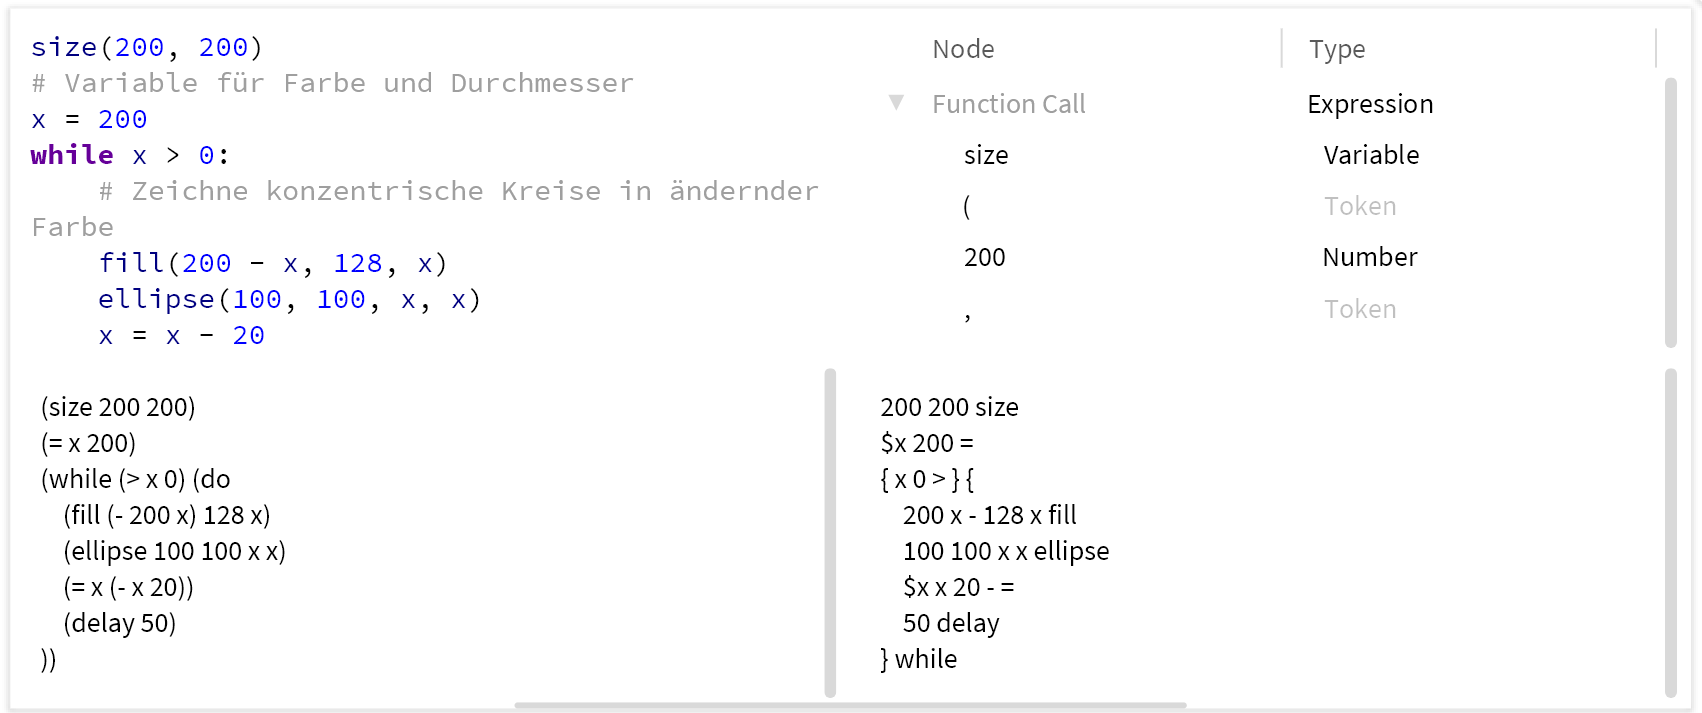 size(200, 200)
# Variable für Farbe und Durchmesser
x = 200
while x > 0:
    # Zeichne konzentrische Kreise in ändernder
Farbe
    fill(200 - x, 128, x)
    ellipse(100, 100, x, x)
    x = x - 20
Node Type
▼ Function Call Expression
size Variable
( Token
200 Number
, Token
(size 200 200)
(= x 200)
(while (> x 0) (do
    (fill (- 200 x) 128 x)
    (ellipse 100 100 x x)
    (= x (- x 20))
    (delay 50)
))
200 200 size
$x 200 =
{ x 0 > } {
    200 x - 128 x fill
    100 100 x x ellipse
    $x x 20 - =
    50 delay
} while